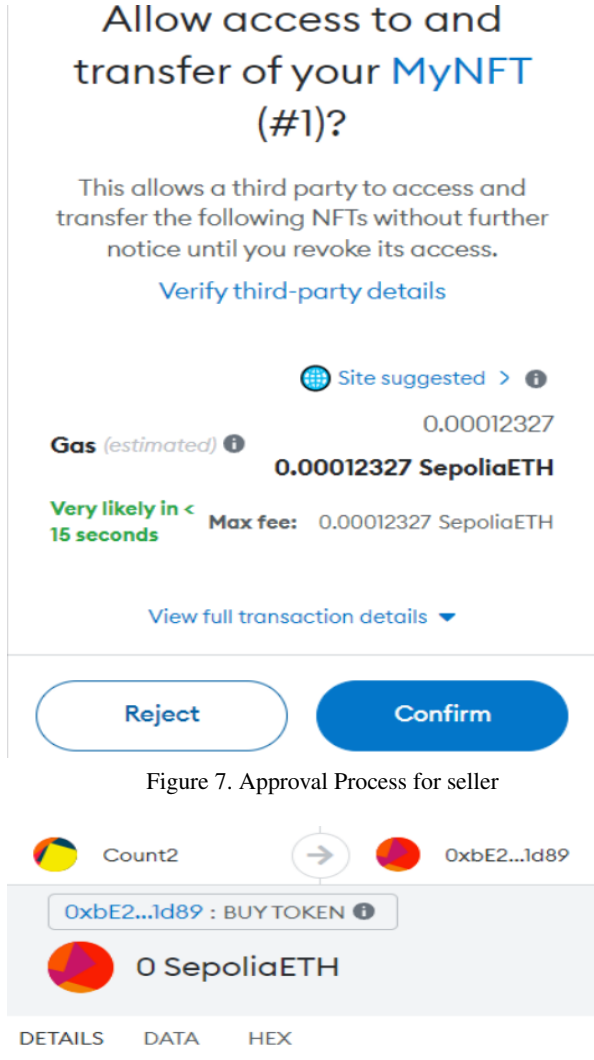 Allow access to and
transfer of your MyNFT
(#1)?
This allows a third party to access and
transfer the following NFTs without further
notice until you revoke its access.
Verify third-party details
Site suggested >
0.00012327
Gas (estimated)
0.00012327 SepoliaETH
Very likely in <
15 seconds
Max fee: 0.00012327 SepoliaETH
View full transaction details
Reject Confirm
Figure 7. Approval Process for seller
Count2 0xbE2...1d89
0xbE2...1d89 : BUY TOKEN
0 SepoliaETH
DETAILS DATA HEX